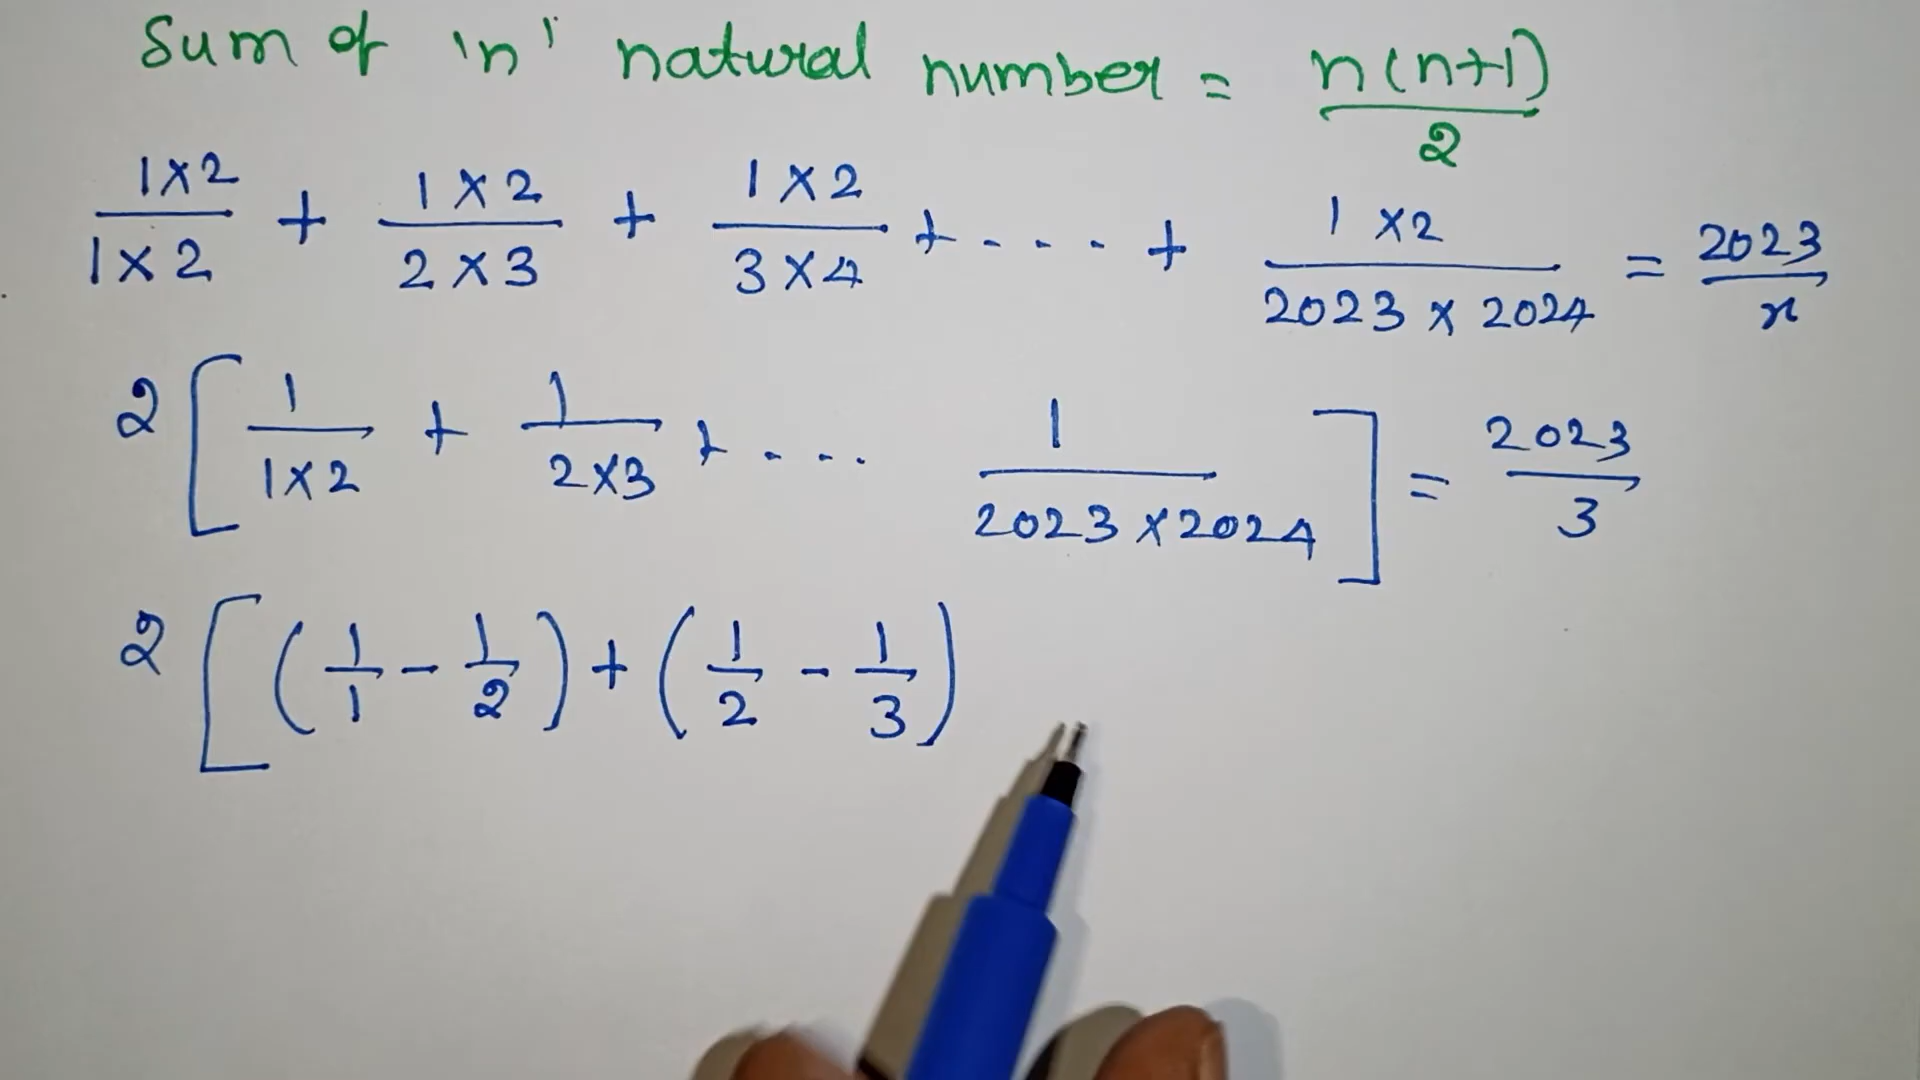 Sum of 'n' natural number = n(n+1)/2
1×2/1×2 + 1×2/2×3 + 1×2/3×4 + .... + 1×2/2023×2024 = 2023/x
2 [ 1/1×2 + 1/2×3 + .... 1/2023×2024 ] = 2023/3
2 [ (1/1 - 1/2) + (1/2 - 1/3)